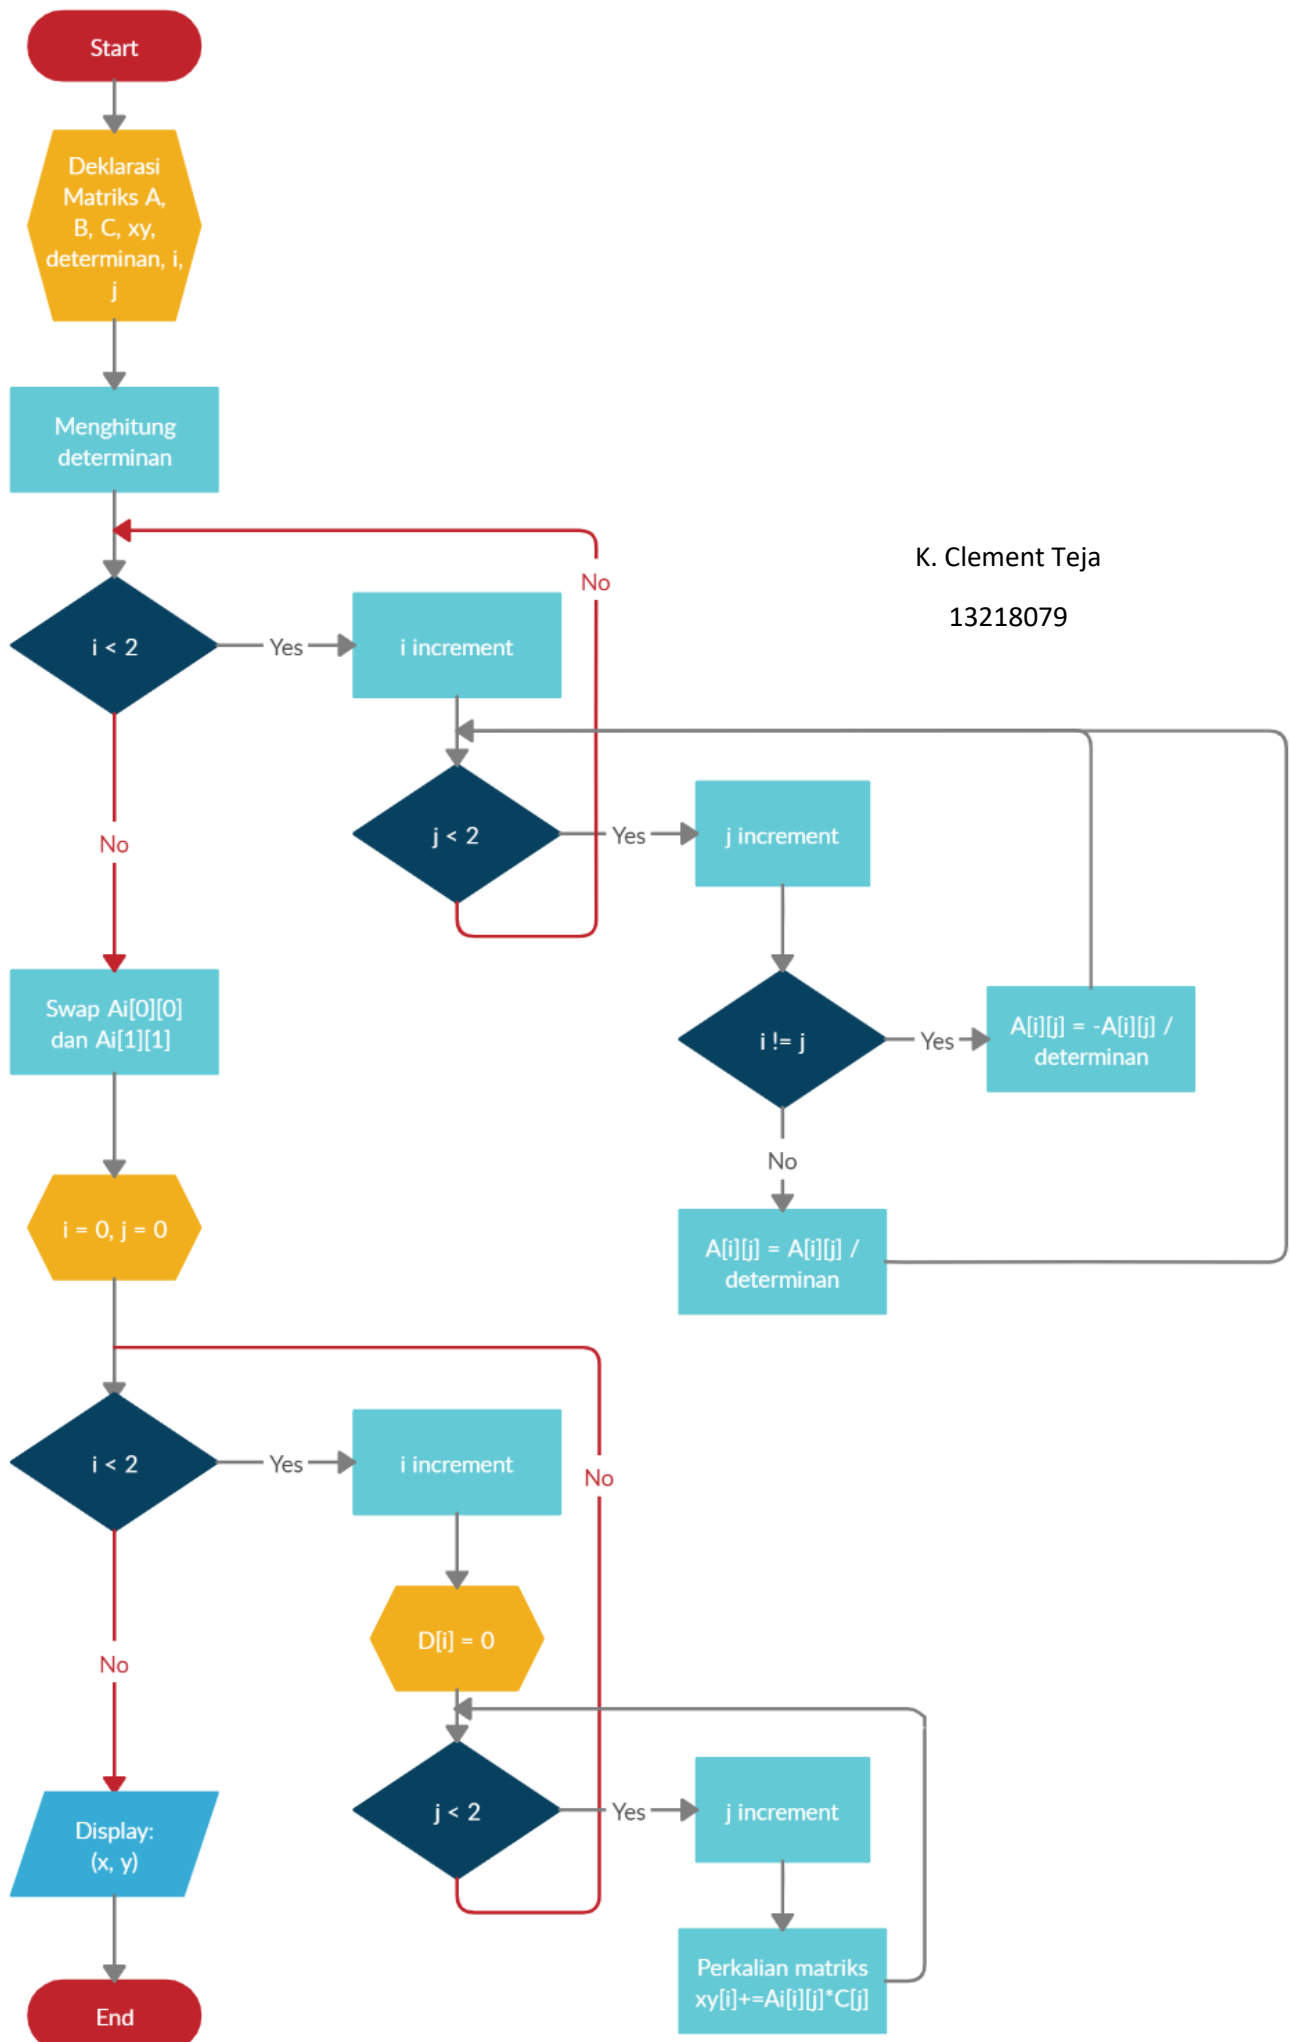 Start
Deklarasi
Matriks A,
B, C, xy,
determinan, i,
j
Menghitung
determinan
K. Clement Teja
13218079
i < 2
Yes
i increment
No
j < 2
Yes
j increment
No
i != j
Yes
A[i][j] = -A[i][j] /
determinan
No
A[i][j] = A[i][j] /
determinan
Swap Ai[0][0]
dan Ai[1][1]
i = 0, j = 0
i < 2
Yes
i increment
No
D[i] = 0
No
j < 2
Yes
j increment
Perkalian matriks
xy[i]+=Ai[i][j]*C[j]
Display:
(x, y)
End